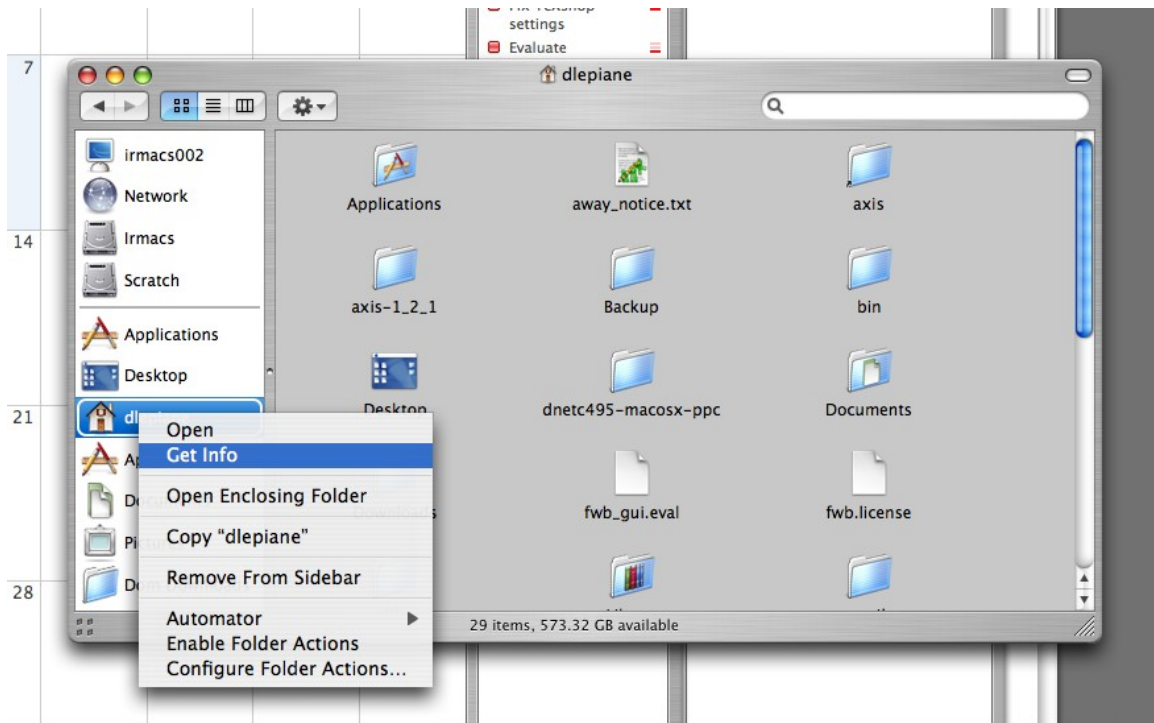 settings
Evaluate
7
14
21
28
dlepiane
irmacs002
Network
Irmacs
Scratch
Applications
Desktop
Open
Get Info
Open Enclosing Folder
Copy “dlepiane”
Remove From Sidebar
Automator
Enable Folder Actions
Configure Folder Actions...
Applications
away_notice.txt
axis
axis-1_2_1
Backup
bin
Desktop
dnetc495-macosx-ppc
Documents
fwb_gui.eval
fwb.license
29 items, 573.32 GB available